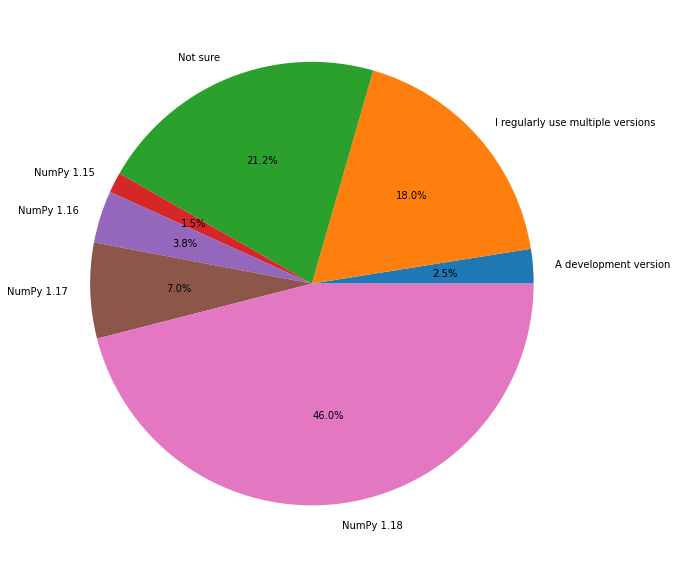 Not sure
I regularly use multiple versions
21.2%
NumPy 1.15
18.0%
NumPy 1.16
1.5%
3.8%
A development version
2.5%
NumPy 1.17
7.0%
46.0%
NumPy 1.18